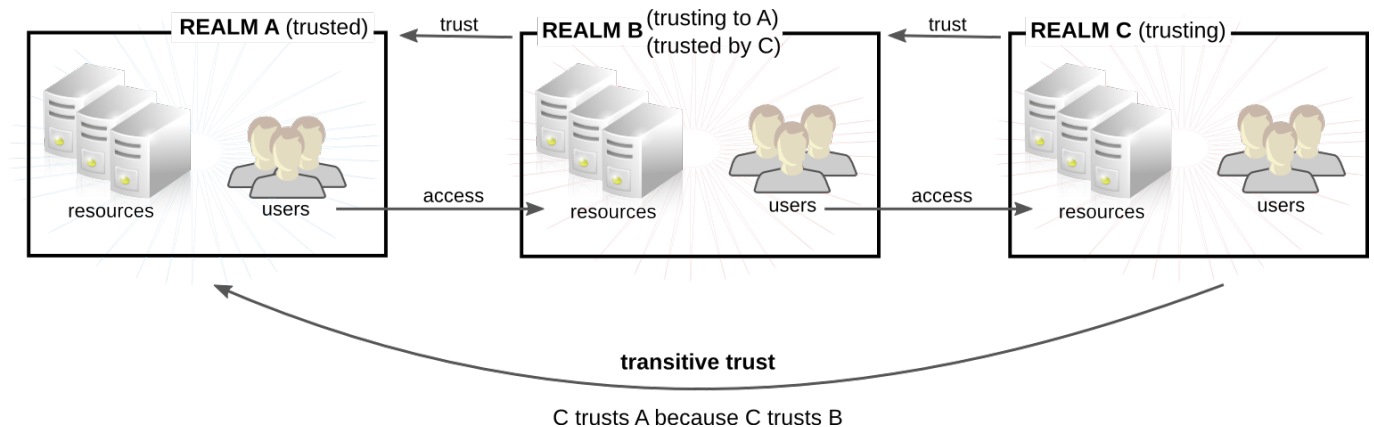 REALM A (trusted)
trust
REALM B (trusting to A)
(trusted by C)
trust
REALM C (trusting)
resources
users
access
resources
users
access
resources
users
transitive trust
C trusts A because C trusts B